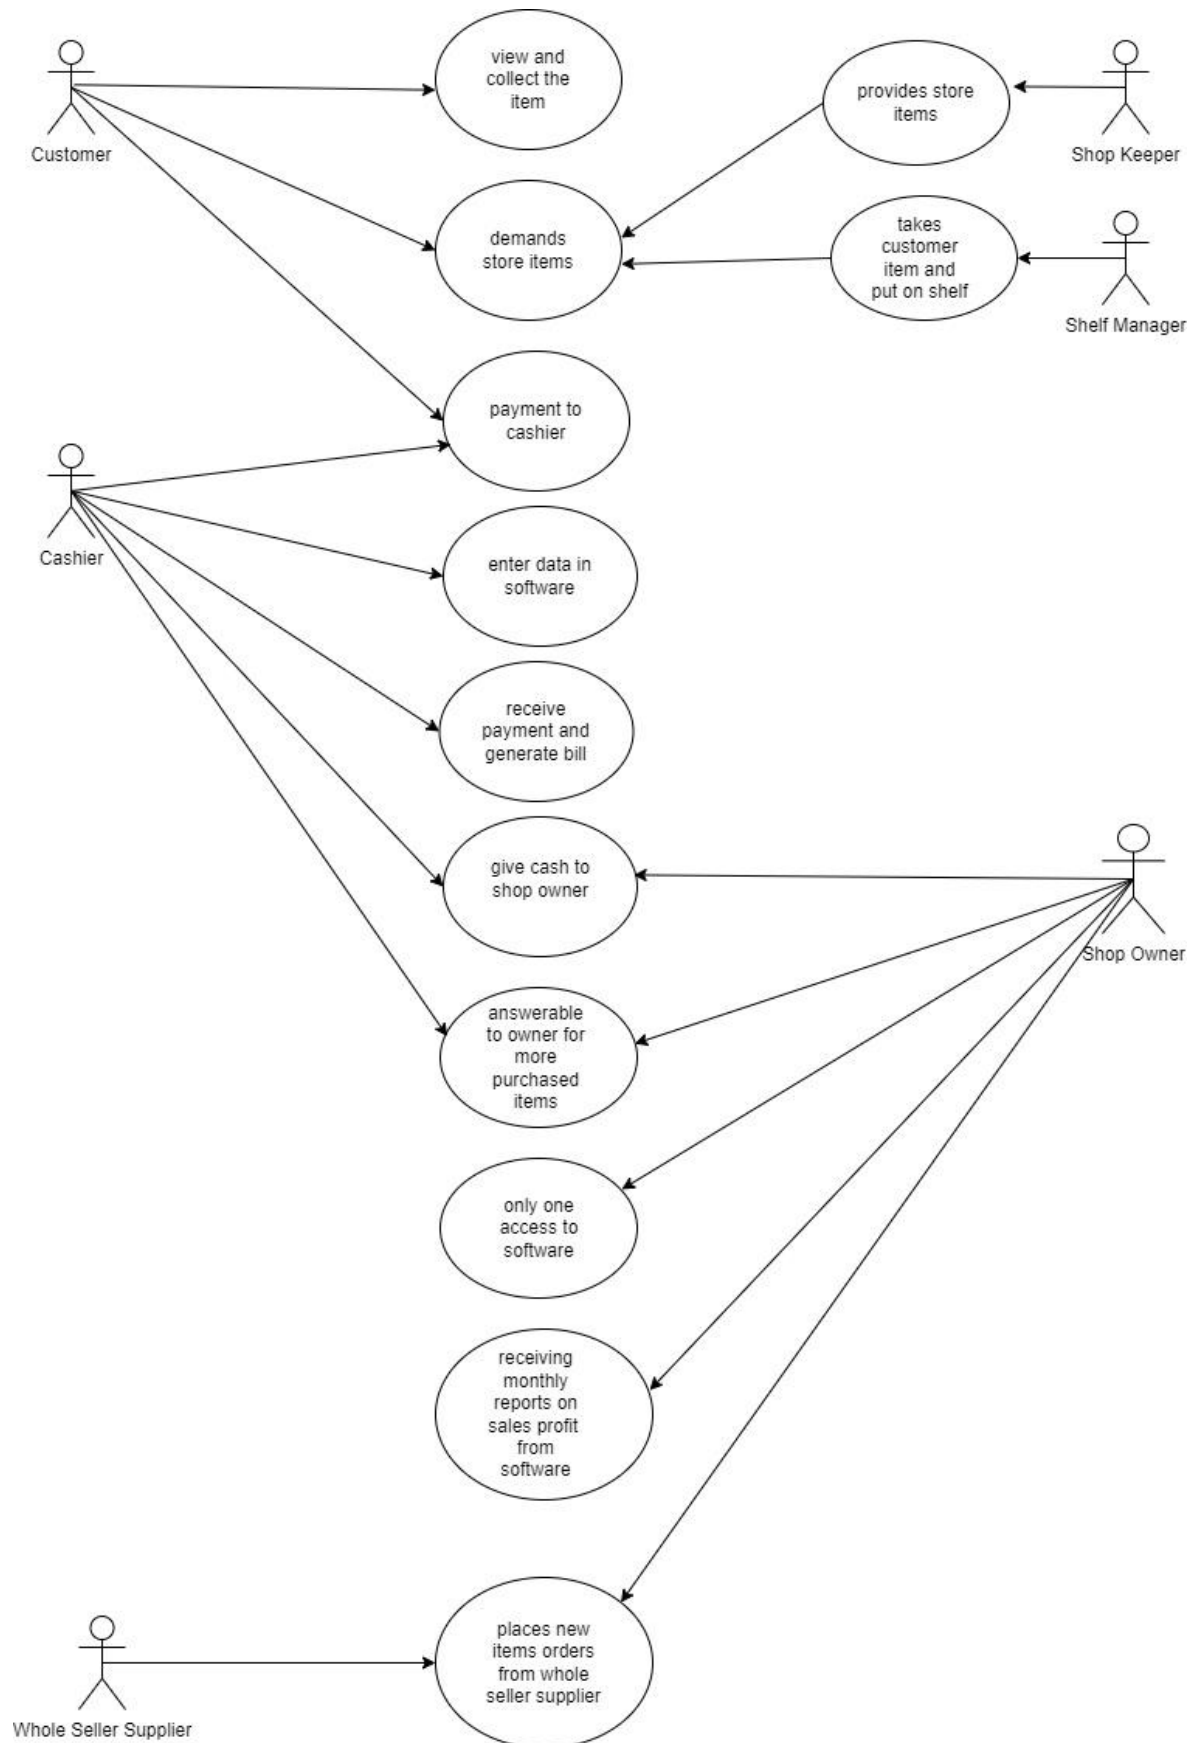 view and
collect the
item
provides store
items
Customer
Shop Keeper
demands
store items
takes
customer
item and
put on shelf
Shelf Manager
payment to
cashier
Cashier
enter data in
software
receive
payment and
generate bill
give cash to
shop owner
Shop Owner
answerable
to owner for
more
purchased
items
only one
access to
software
receiving
monthly
reports on
sales profit
from
software
places new
items orders
from whole
seller supplier
Whole Seller Supplier